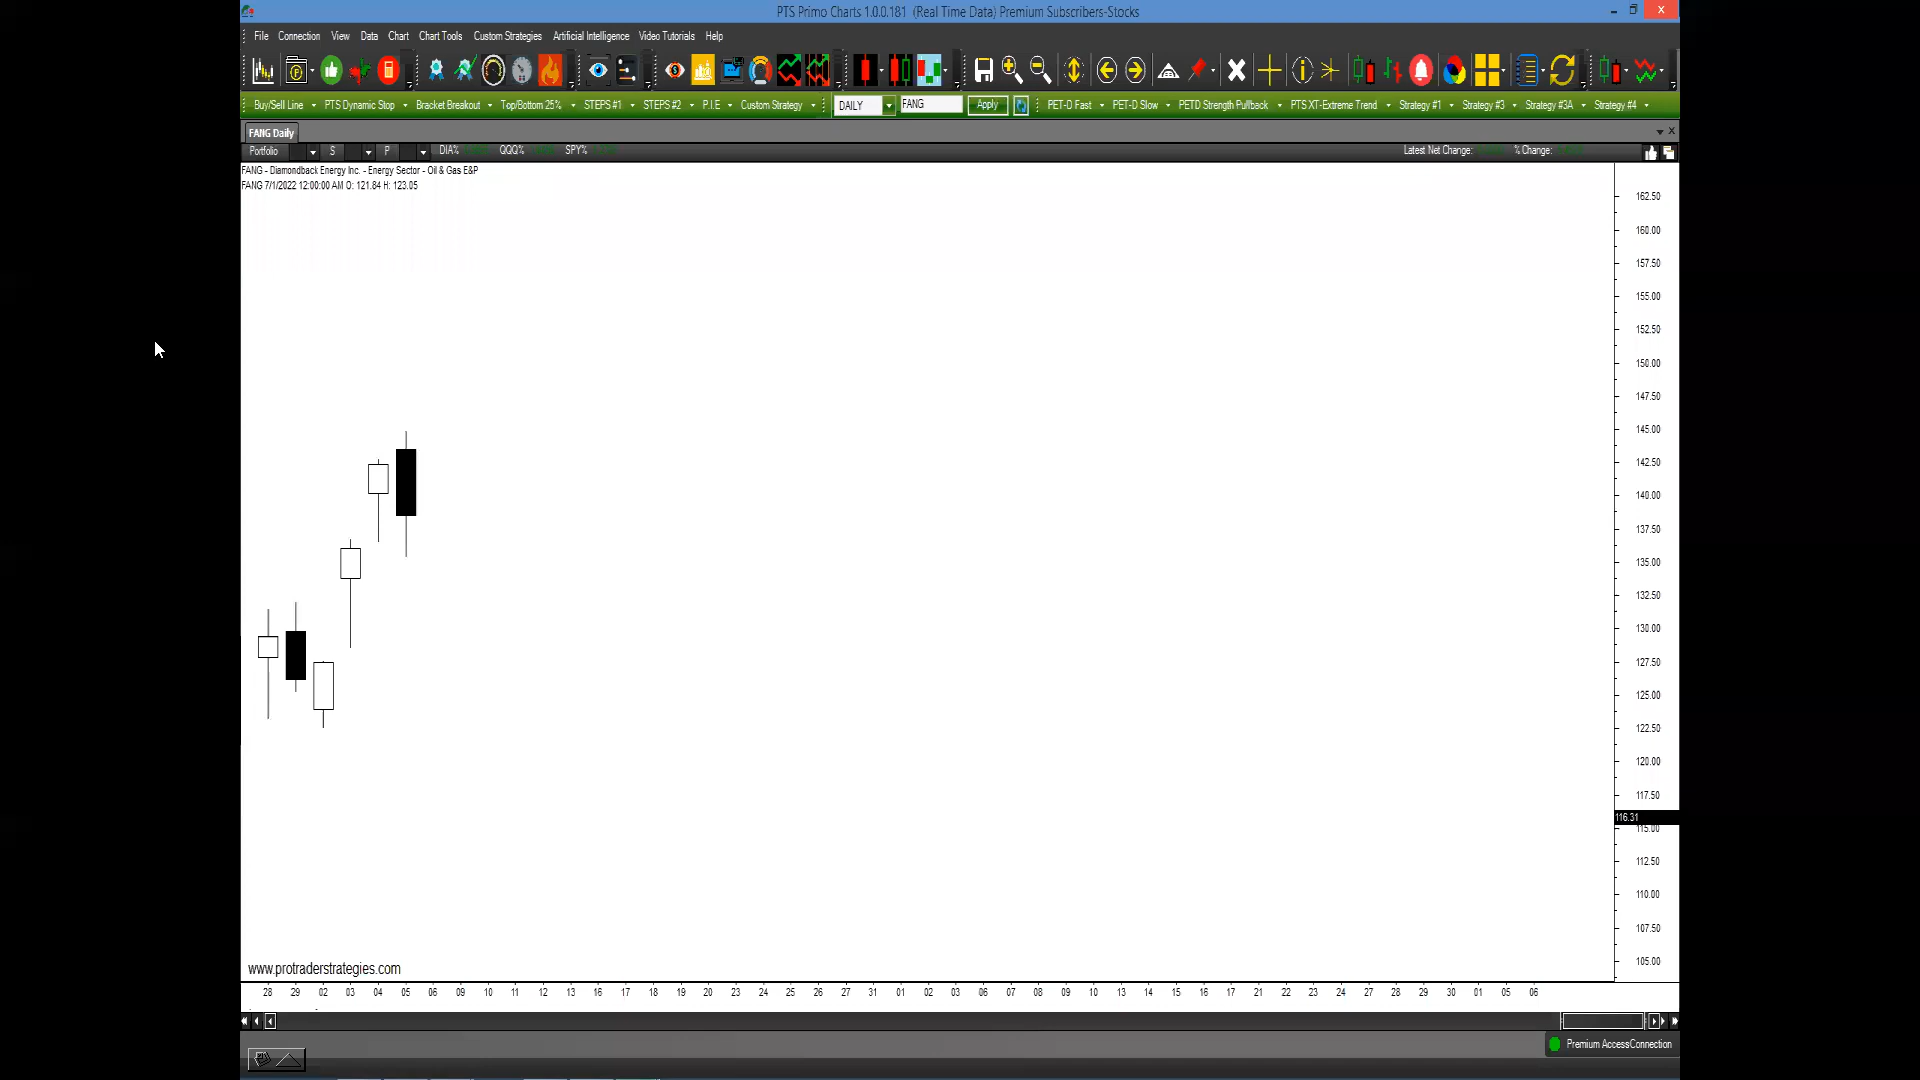 PTS Primo Charts 1.0.0.181 (Real Time Data) Premium Subscribers-Stocks
File Connection View Data Chart Chart Tools Custom Strategies Artificial Intelligence Video Tutorials Help
Buy/Sell Line PTS Dynamic Stop Bracket Breakout Top/Bottom 25% STEPS #1 STEPS #2 P.I.E Custom Strategy DAILY FANG Apply PET-D Fast PET-D Slow PETD Strength Pullback PTS XT-Extreme Trend Strategy #1 Strategy #3 Strategy #3A Strategy #4
FANG Daily
Portfolio S P DIA% QQQ% SPY% Latest Net Change: % Change:
FANG - Diamondback Energy Inc. - Energy Sector - Oil & Gas E&P
FANG 7/1/2022 12:00:00 AM O: 121.84 H: 123.05
162.50
160.00
157.50
155.00
152.50
150.00
147.50
145.00
142.50
140.00
137.50
135.00
132.50
130.00
127.50
125.00
122.50
120.00
117.50
116.31
115.00
112.50
110.00
107.50
105.00
www.protraderstrategies.com
28 29 02 03 04 05 06 09 10 11 12 13 16 17 18 19 20 23 24 25 26 27 31 01 02 03 06 07 08 09 10 13 14 15 16 17 21 22 23 24 27 28 29 30 01 05 06
Premium AccessConnection